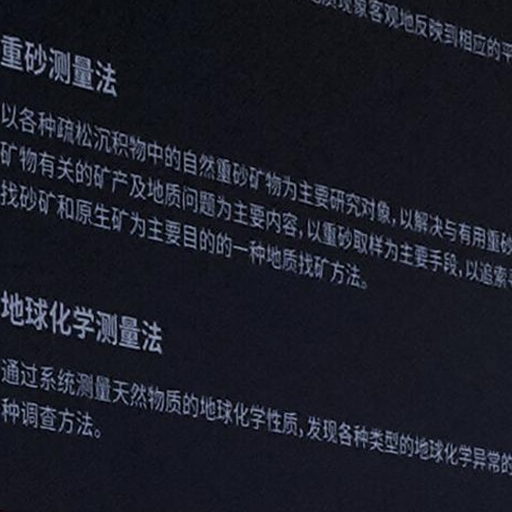 地质现象客观地反映到相应的平
重砂测量法
以各种疏松沉积物中的自然重砂矿物为主要研究对象，以解决与有用重砂
矿物有关的矿产及地质问题为主要内容，以重砂取样为主要手段，以追索寻
找砂矿和原生矿为主要目的的一种地质找矿方法。
地球化学测量法
通过系统测量天然物质的地球化学性质，发现各种类型的地球化学异常的
种调查方法。